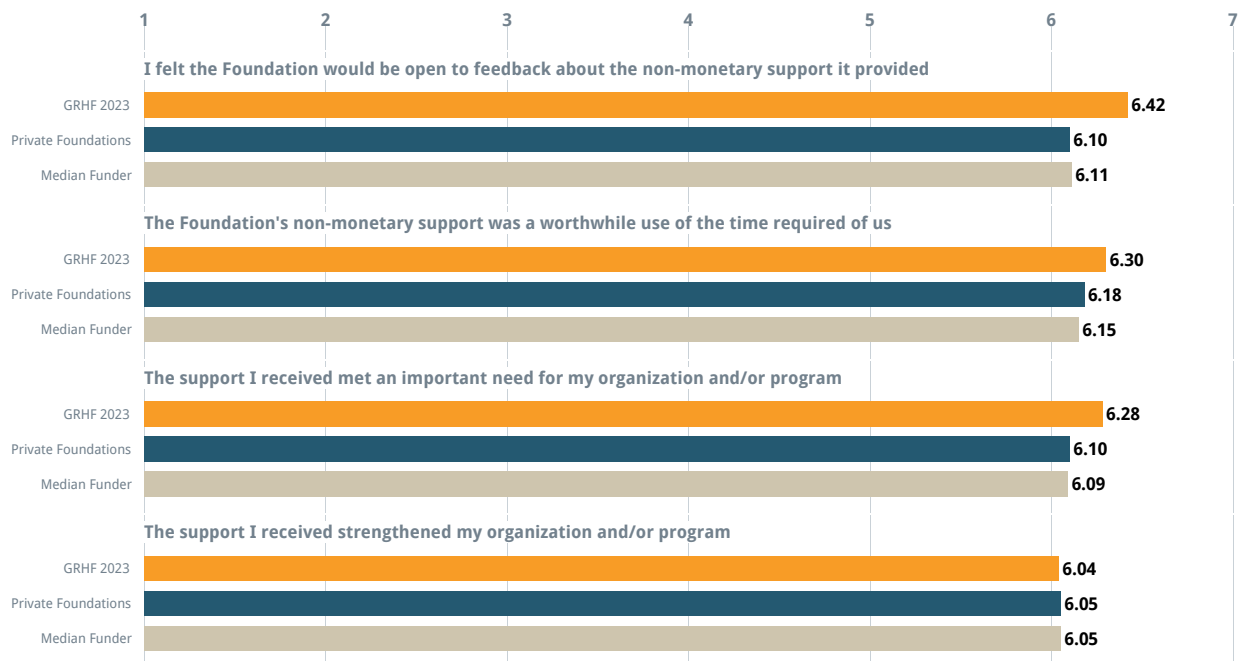 1 2 3 4 5 6 7
I felt the Foundation would be open to feedback about the non-monetary support it provided
GRHF 2023 6.42
Private Foundations 6.10
Median Funder 6.11
The Foundation's non-monetary support was a worthwhile use of the time required of us
GRHF 2023 6.30
Private Foundations 6.18
Median Funder 6.15
The support I received met an important need for my organization and/or program
GRHF 2023 6.28
Private Foundations 6.10
Median Funder 6.09
The support I received strengthened my organization and/or program
GRHF 2023 6.04
Private Foundations 6.05
Median Funder 6.05